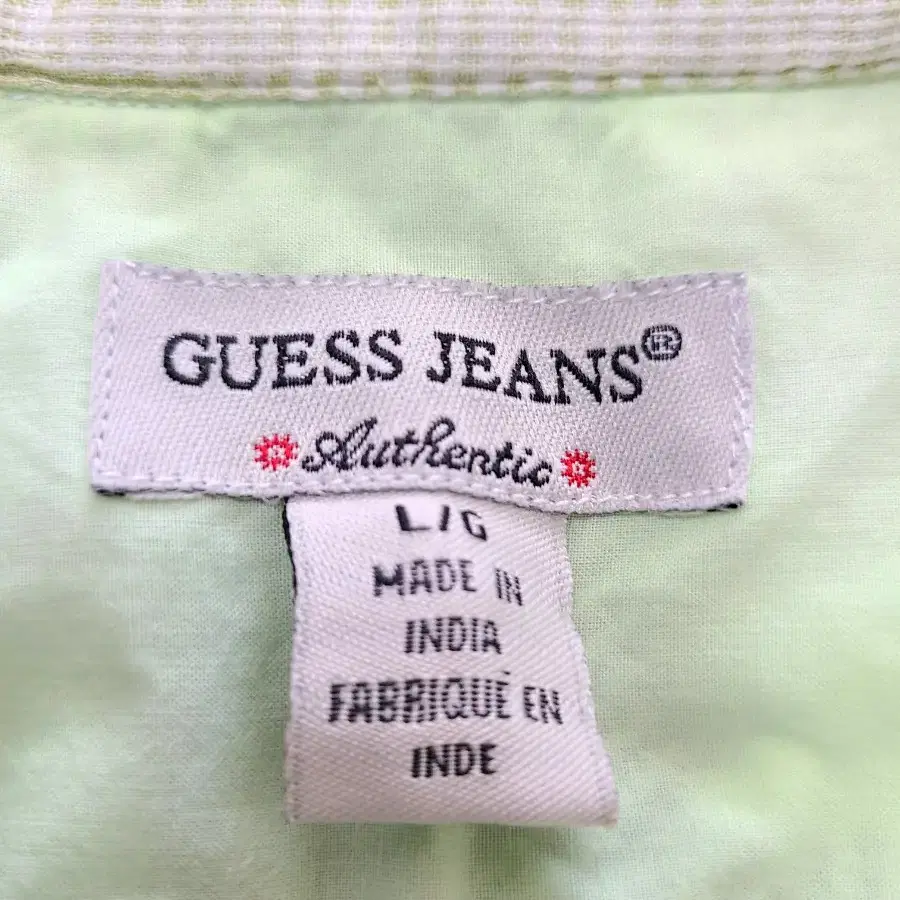 GUESS JEANS®
Authentic
L/G
MADE IN
INDIA
FABRIQUÉ EN
INDE